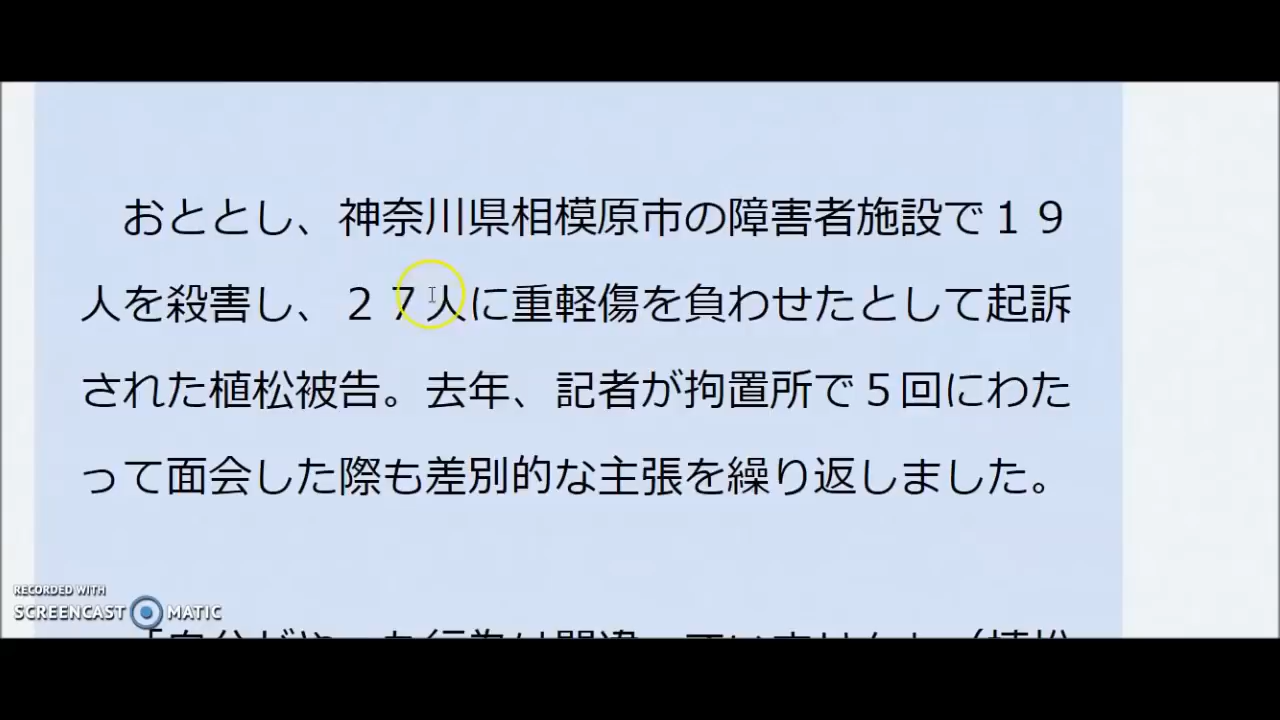 おととし、神奈川県相模原市の障害者施設で１９
人を殺害し、２７人に重軽傷を負わせたとして起訴
された植松被告。去年、記者が拘置所で５回にわた
って面会した際も差別的な主張を繰り返しました。
RECORDED WITH
SCREENCAST MATIC